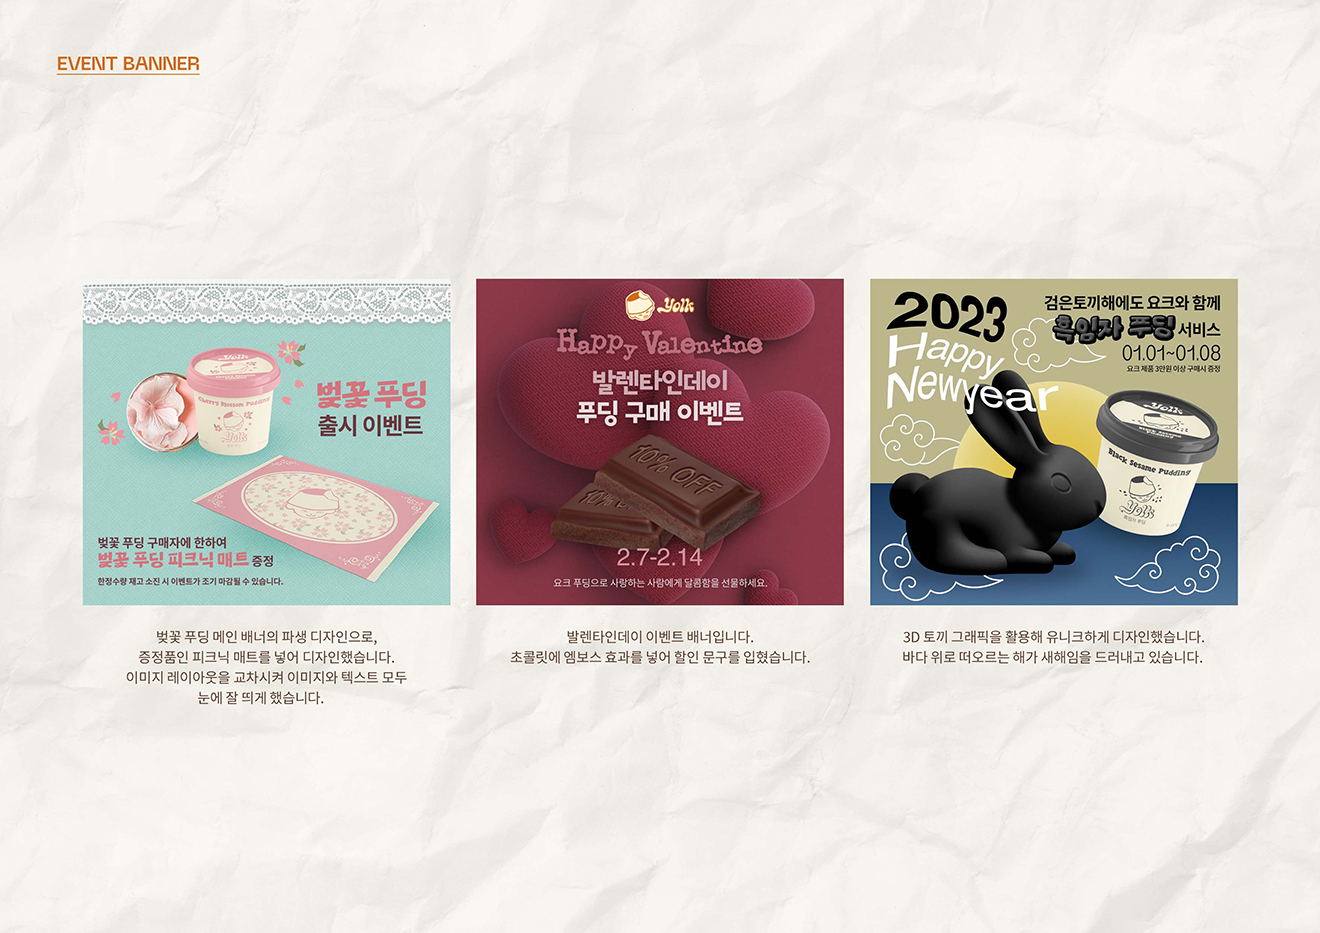 EVENT BANNER
Yolk
Cherry Blossom Pudding
Yolk
벚꽃 푸딩
출시 이벤트
벚꽃 푸딩 구매자에 한하여
벚꽃 푸딩 피크닉 매트 증정
한정수량 재고 소진 시 이벤트가 조기 마감될 수 있습니다.
벚꽃 푸딩 메인 배너의 파생 디자인으로,
증정품인 피크닉 매트를 넣어 디자인했습니다.
이미지 레이아웃을 교차시켜 이미지와 텍스트 모두
눈에 잘 띄게 했습니다.
Yolk
Happy Valentine
발렌타인데이
푸딩 구매 이벤트
10% OFF
10%
2.7-2.14
요크 푸딩으로 사랑하는 사람에게 달콤함을 선물하세요.
발렌타인데이 이벤트 배너입니다.
초콜릿에 엠보스 효과를 넣어 할인 문구를 입혔습니다.
2023
Happy
Newyear
검은토끼해에도 요크와 함께
흑임자 푸딩 서비스
01.01~01.08
요크 제품 3만원 이상 구매시 증정
Yolk
Black Sesame Pudding
Yolk
흑임자 푸딩
3D 토끼 그래픽을 활용해 유니크하게 디자인했습니다.
바다 위로 떠오르는 해가 새해임을 드러내고 있습니다.